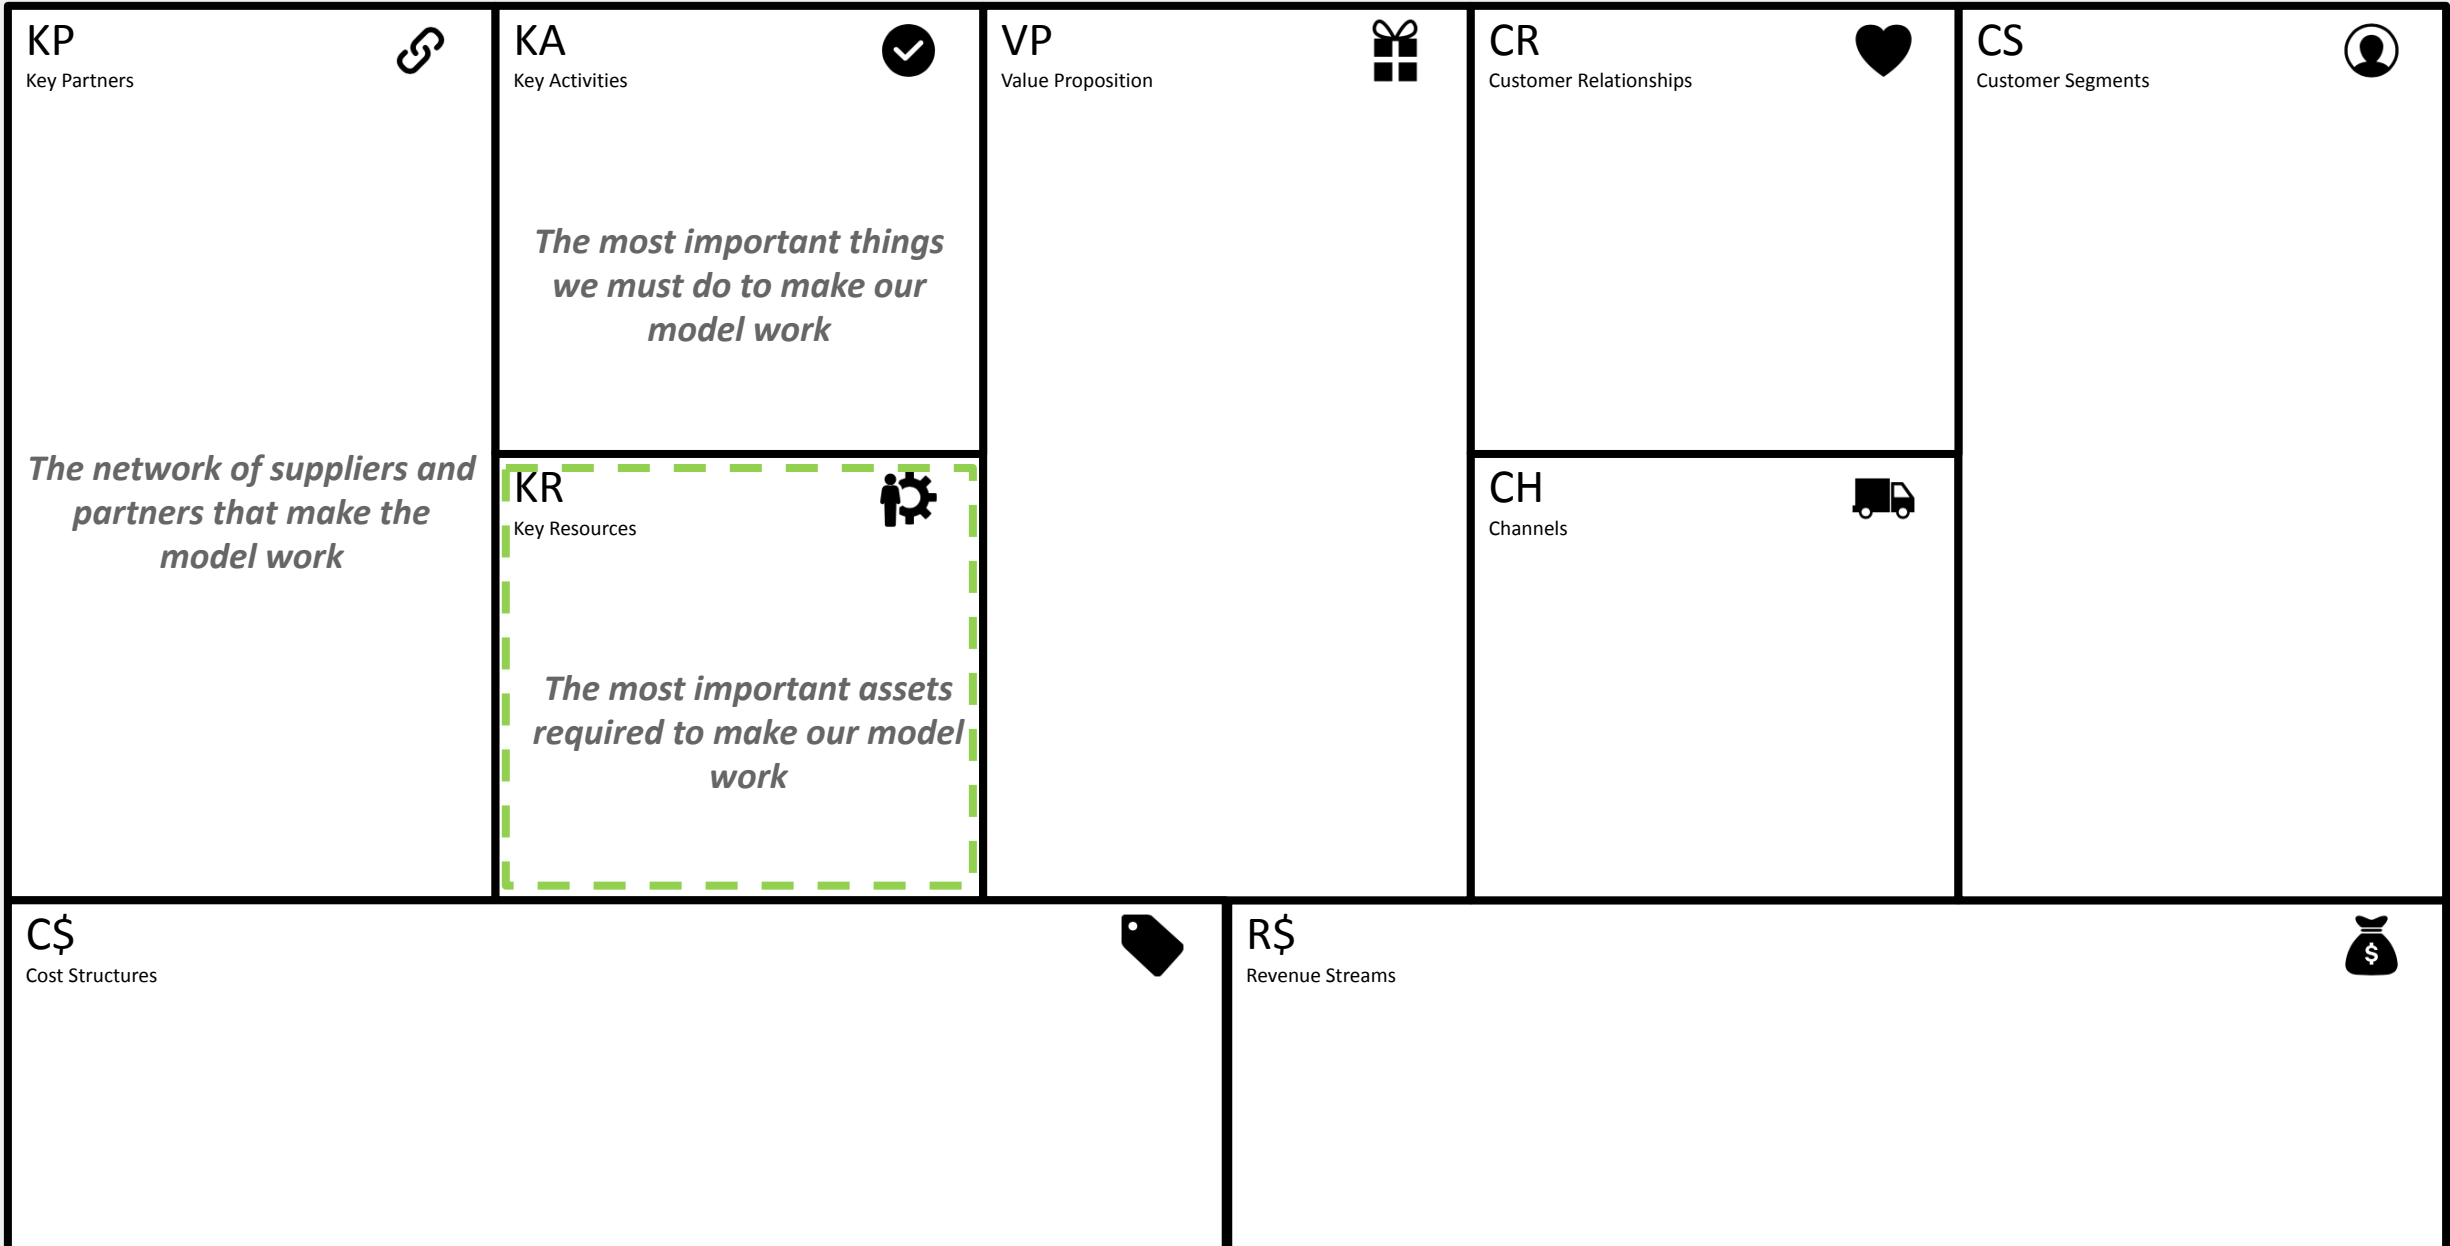 KP
Key Partners
The network of suppliers and
partners that make the
model work
KA
Key Activities
The most important things
we must do to make our
model work
KR
Key Resources
The most important assets
required to make our model
work
VP
Value Proposition
CR
Customer Relationships
CH
Channels
CS
Customer Segments
C$
Cost Structures
R$
Revenue Streams
$